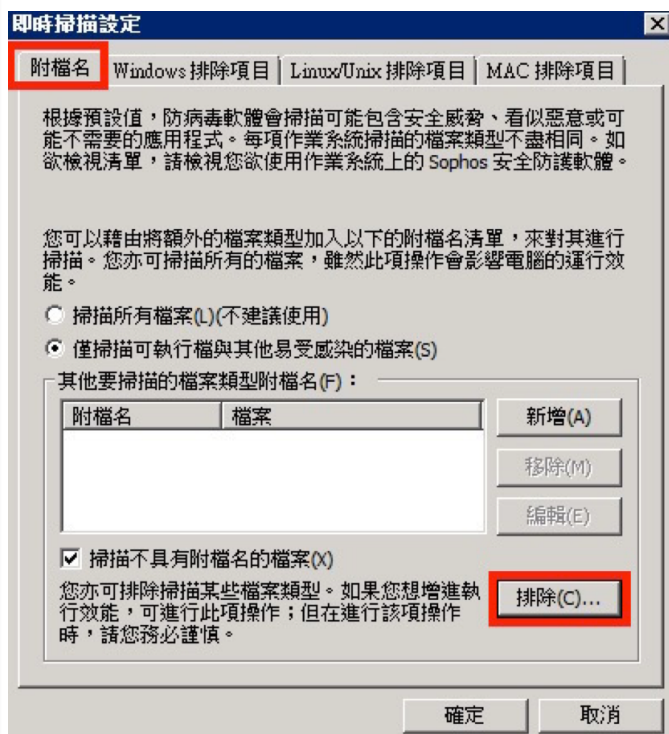 即時掃描設定
附檔名
Windows 排除項目
Linux/Unix 排除項目
MAC 排除項目
根據預設值，防病毒軟體會掃描可能包含安全威脅、看似惡意或可
能不需要的應用程式。每項作業系統掃描的檔案類型不盡相同。如
欲檢視清單，請檢視您欲使用作業系統上的 Sophos 安全防護軟體。
您可以藉由將額外的檔案類型加入以下的附檔名清單，來對其進行
掃描。您亦可掃描所有的檔案，雖然此項操作會影響電腦的運行效
能。
掃描所有檔案(L)(不建議使用)
僅掃描可執行檔與其他易受感染的檔案(S)
其他要掃描的檔案類型附檔名(F)：
附檔名
檔案
新增(A)
移除(M)
編輯(E)
掃描不具有附檔名的檔案(X)
您亦可排除掃描某些檔案類型。如果您想增進執
行效能，可進行此項操作；但在進行該項操作
時，請您務必謹慎。
排除(C)...
確定
取消